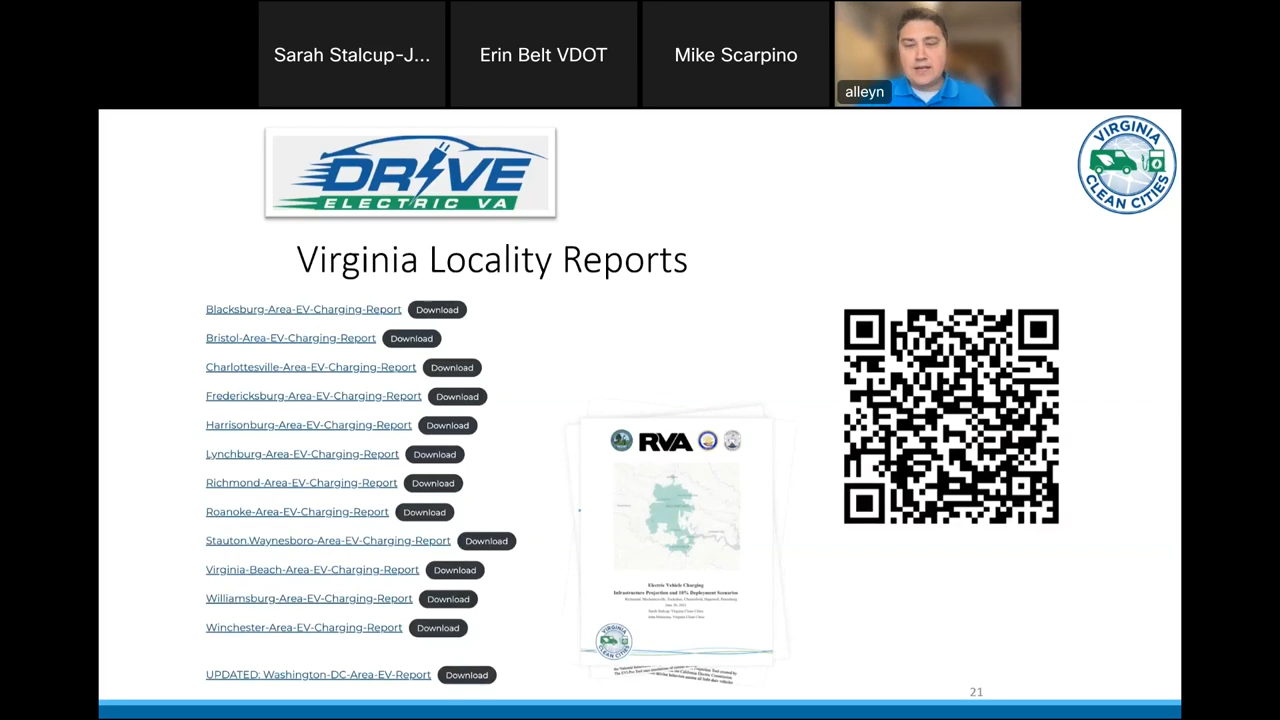 Sarah Stalcup-J...
Erin Belt VDOT
Mike Scarpino
alleyn
DRIVE
ELECTRIC VA
VIRGINIA
CLEAN CITIES
Virginia Locality Reports
Blacksburg-Area-EV-Charging-Report Download
Bristol-Area-EV-Charging-Report Download
Charlottesville-Area-EV-Charging-Report Download
Fredericksburg-Area-EV-Charging-Report Download
Harrisonburg-Area-EV-Charging-Report Download
Lynchburg-Area-EV-Charging-Report Download
Richmond-Area-EV-Charging-Report Download
Roanoke-Area-EV-Charging-Report Download
Stauton.Waynesboro-Area-EV-Charging-Report Download
Virginia-Beach-Area-EV-Charging-Report Download
Williamsburg-Area-EV-Charging-Report Download
Winchester-Area-EV-Charging-Report Download
UPDATED: Washington-DC-Area-EV-Report Download
RVA
Electric Vehicle Charging
Infrastructure Projection and 10% Deployment Scenarios
VIRGINIA
CLEAN CITIES
21